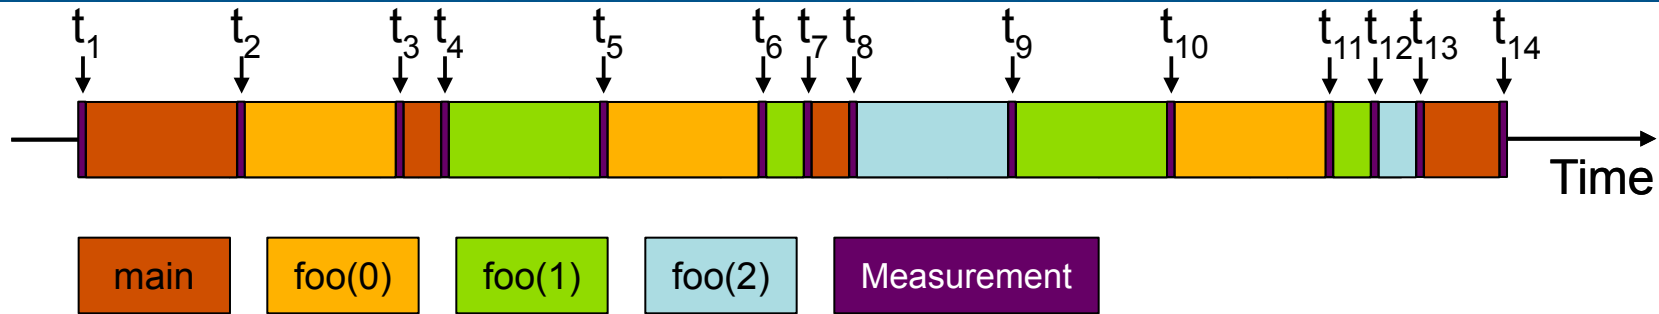 t1 t2 t3 t4 t5 t6 t7 t8 t9 t10 t11 t12 t13 t14
Time
main foo(0) foo(1) foo(2) Measurement